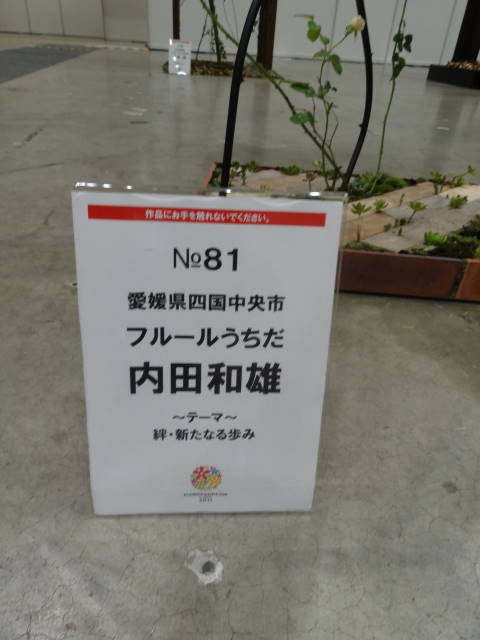 作品にお手を触れないでください。
№81
愛媛県四国中央市
フルールうちだ
内田和雄
～テーマ～
絆・新たなる歩み
2011